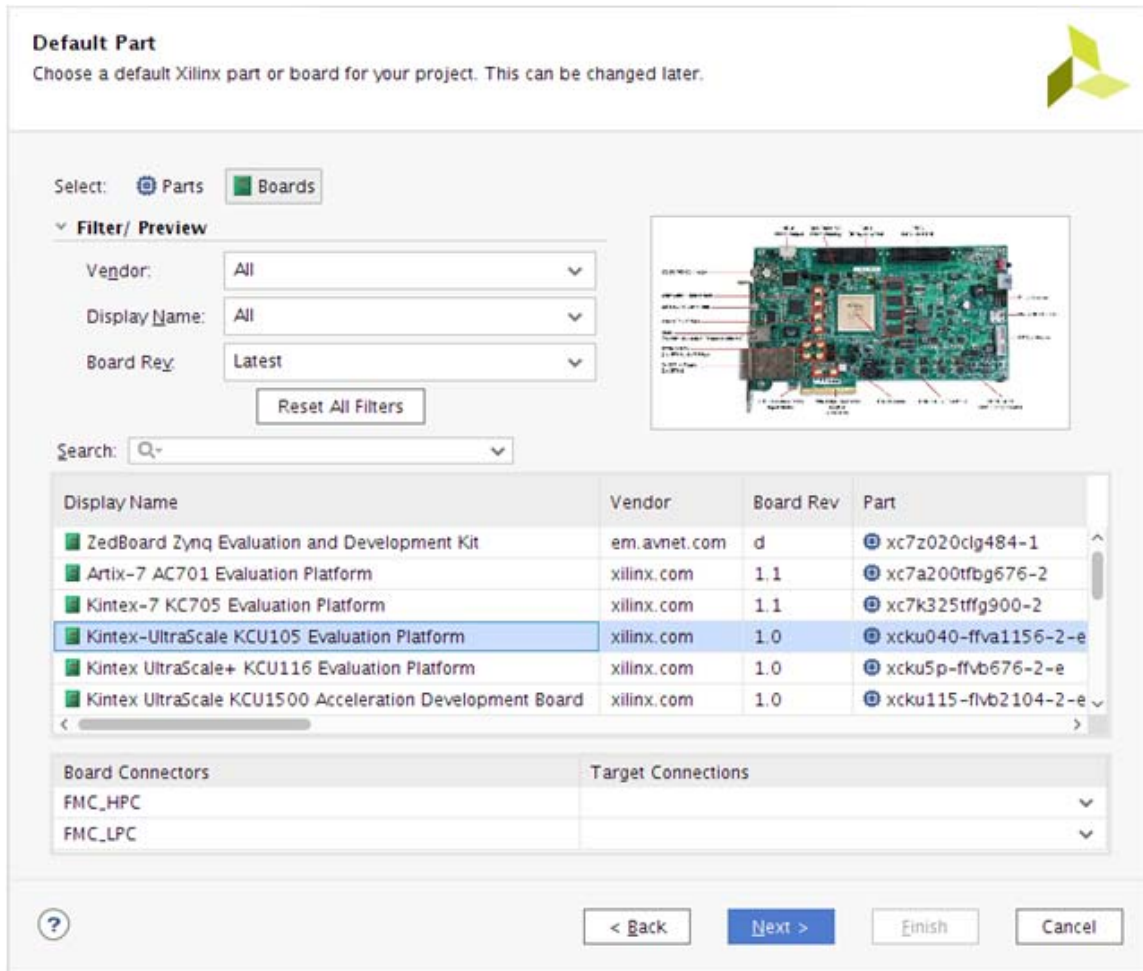 Default Part
Choose a default Xilinx part or board for your project. This can be changed later.
Select: Parts Boards
Filter/ Preview
Vendor: All
Display Name: All
Board Rev: Latest
Reset All Filters
Search:
Display Name Vendor Board Rev Part
ZedBoard Zynq Evaluation and Development Kit em.avnet.com d xc7z020clg484-1
Artix-7 AC701 Evaluation Platform xilinx.com 1.1 xc7a200tfbg676-2
Kintex-7 KC705 Evaluation Platform xilinx.com 1.1 xc7k325tffg900-2
Kintex-UltraScale KCU105 Evaluation Platform xilinx.com 1.0 xcku040-ffva1156-2-e
Kintex UltraScale+ KCU116 Evaluation Platform xilinx.com 1.0 xcku5p-ffvb676-2-e
Kintex UltraScale KCU1500 Acceleration Development Board xilinx.com 1.0 xcku115-flvb2104-2-e
Board Connectors Target Connections
FMC_HPC
FMC_LPC
? < Back Next > Finish Cancel